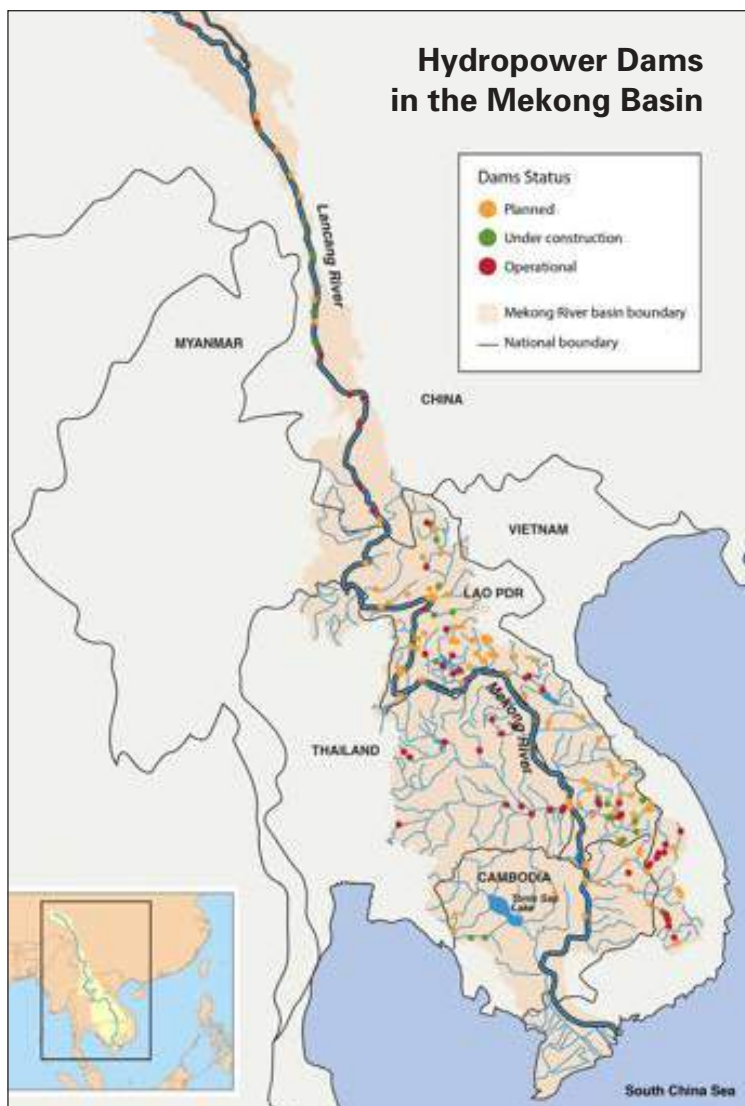 Hydropower Dams
in the Mekong Basin
Dams Status
Planned
Under construction
Operational
Mekong River basin boundary
National boundary
Lancang River
MYANMAR
CHINA
VIETNAM
LAO PDR
Mekong River
THAILAND
CAMBODIA
Tonle Sap
Lake
South China Sea